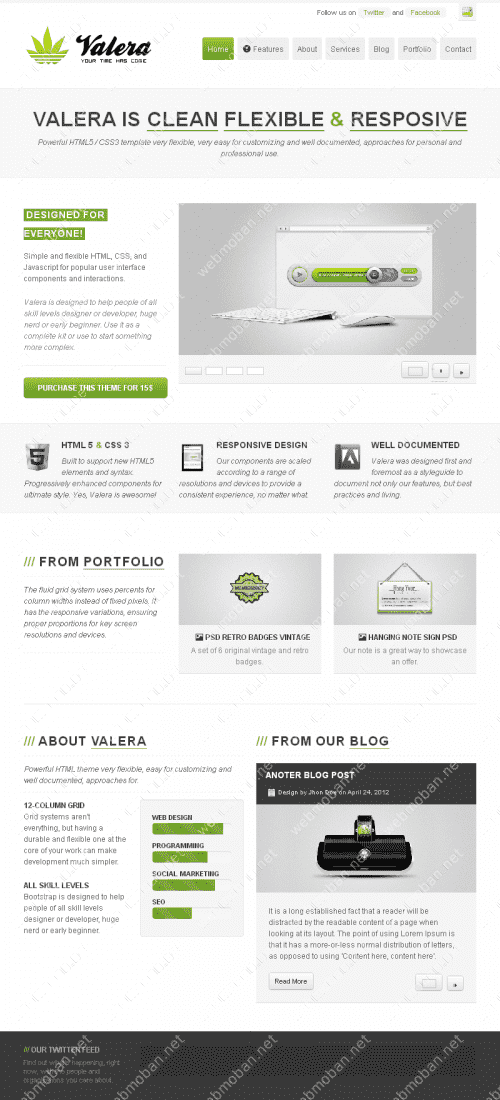 Follow us on Twitter and Facebook
Valera
YOUR TIME HAS COME
Home
Features
About
Services
Blog
Portfolio
Contact
VALERA IS CLEAN FLEXIBLE & RESPOSIVE
Powerful HTML5 / CSS3 template very flexible, very easy for customizing and well documented, approaches for personal and
professional use.
DESIGNED FOR
EVERYONE!
Simple and flexible HTML, CSS, and
Javascript for popular user interface
components and interactions.
Valera is designed to help people of all
skill levels designer or developer, huge
nerd or early beginner. Use it as a
complete kit or use to start something
more complex.
PURCHASE THIS THEME FOR 15$
HTML 5 & CSS 3
Built to support new HTML5
elements and syntax.
Progressively enhanced components for
ultimate style. Yes, Valera is awesome!
RESPONSIVE DESIGN
Our components are scaled
according to a range of
resolutions and devices to provide a
consistent experience, no matter what.
WELL DOCUMENTED
Valera was designed first and
foremost as a styleguide to
document not only our features, but best
practices and living.
/// FROM PORTFOLIO
The fluid grid system uses percents for
column widths instead of fixed pixels. It
has the responsive variations, ensuring
proper proportions for key screen
resolutions and devices.
PSD RETRO BADGES VINTAGE
A set of 6 original vintage and retro
badges.
HANGING NOTE SIGN PSD
Our note is a great way to showcase
an offer.
/// ABOUT VALERA
Powerful HTML theme very flexible, easy for customizing and
well documented, approaches for
12-COLUMN GRID
Grid systems aren't
everything, but having a
durable and flexible one at the
core of your work can make
development much simpler.
ALL SKILL LEVELS
Bootstrap is designed to help
people of all skill levels
designer or developer, huge
nerd or early beginner.
WEB DESIGN
PROGRAMMING
SOCIAL MARKETING
SEO
/// FROM OUR BLOG
ANOTER BLOG POST
Design by Jhon Doe on April 24, 2012
It is a long established fact that a reader will be
distracted by the readable content of a page when
looking at its layout. The point of using Lorem Ipsum is
that it has a more-or-less normal distribution of letters,
as opposed to using 'Content here, content here'.
Read More
/// OUR TWITTER FEED
Find out what's happening, right
now, with the people and
organizations you care about.
webmoban.net